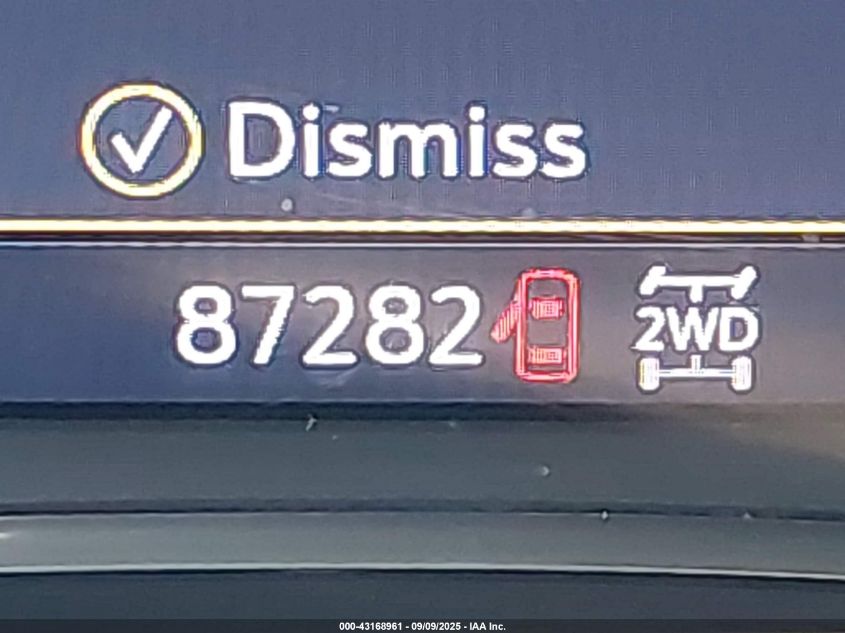 Dismiss
87282
2WD
000-43168961 - 09/09/2025 - IAA Inc.